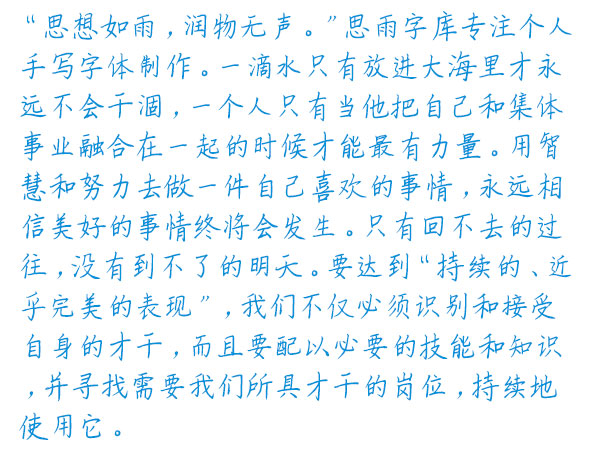 “思想如雨,润物无声。”思雨字库专注个人
手写字体制作。一滴水只有放进大海里才永
远不会干涸,一个人只有当他把自己和集体
事业融合在一起的时候才能最有力量。用智
慧和努力去做一件自己喜欢的事情,永远相
信美好的事情终将会发生。只有回不去的过
往,没有到不了的明天。要达到“持续的、近
乎完美的表现”,我们不仅必须识别和接受
自身的才干,而且要配以必要的技能和知识
,并寻找需要我们所具才干的岗位,持续地
使用它。